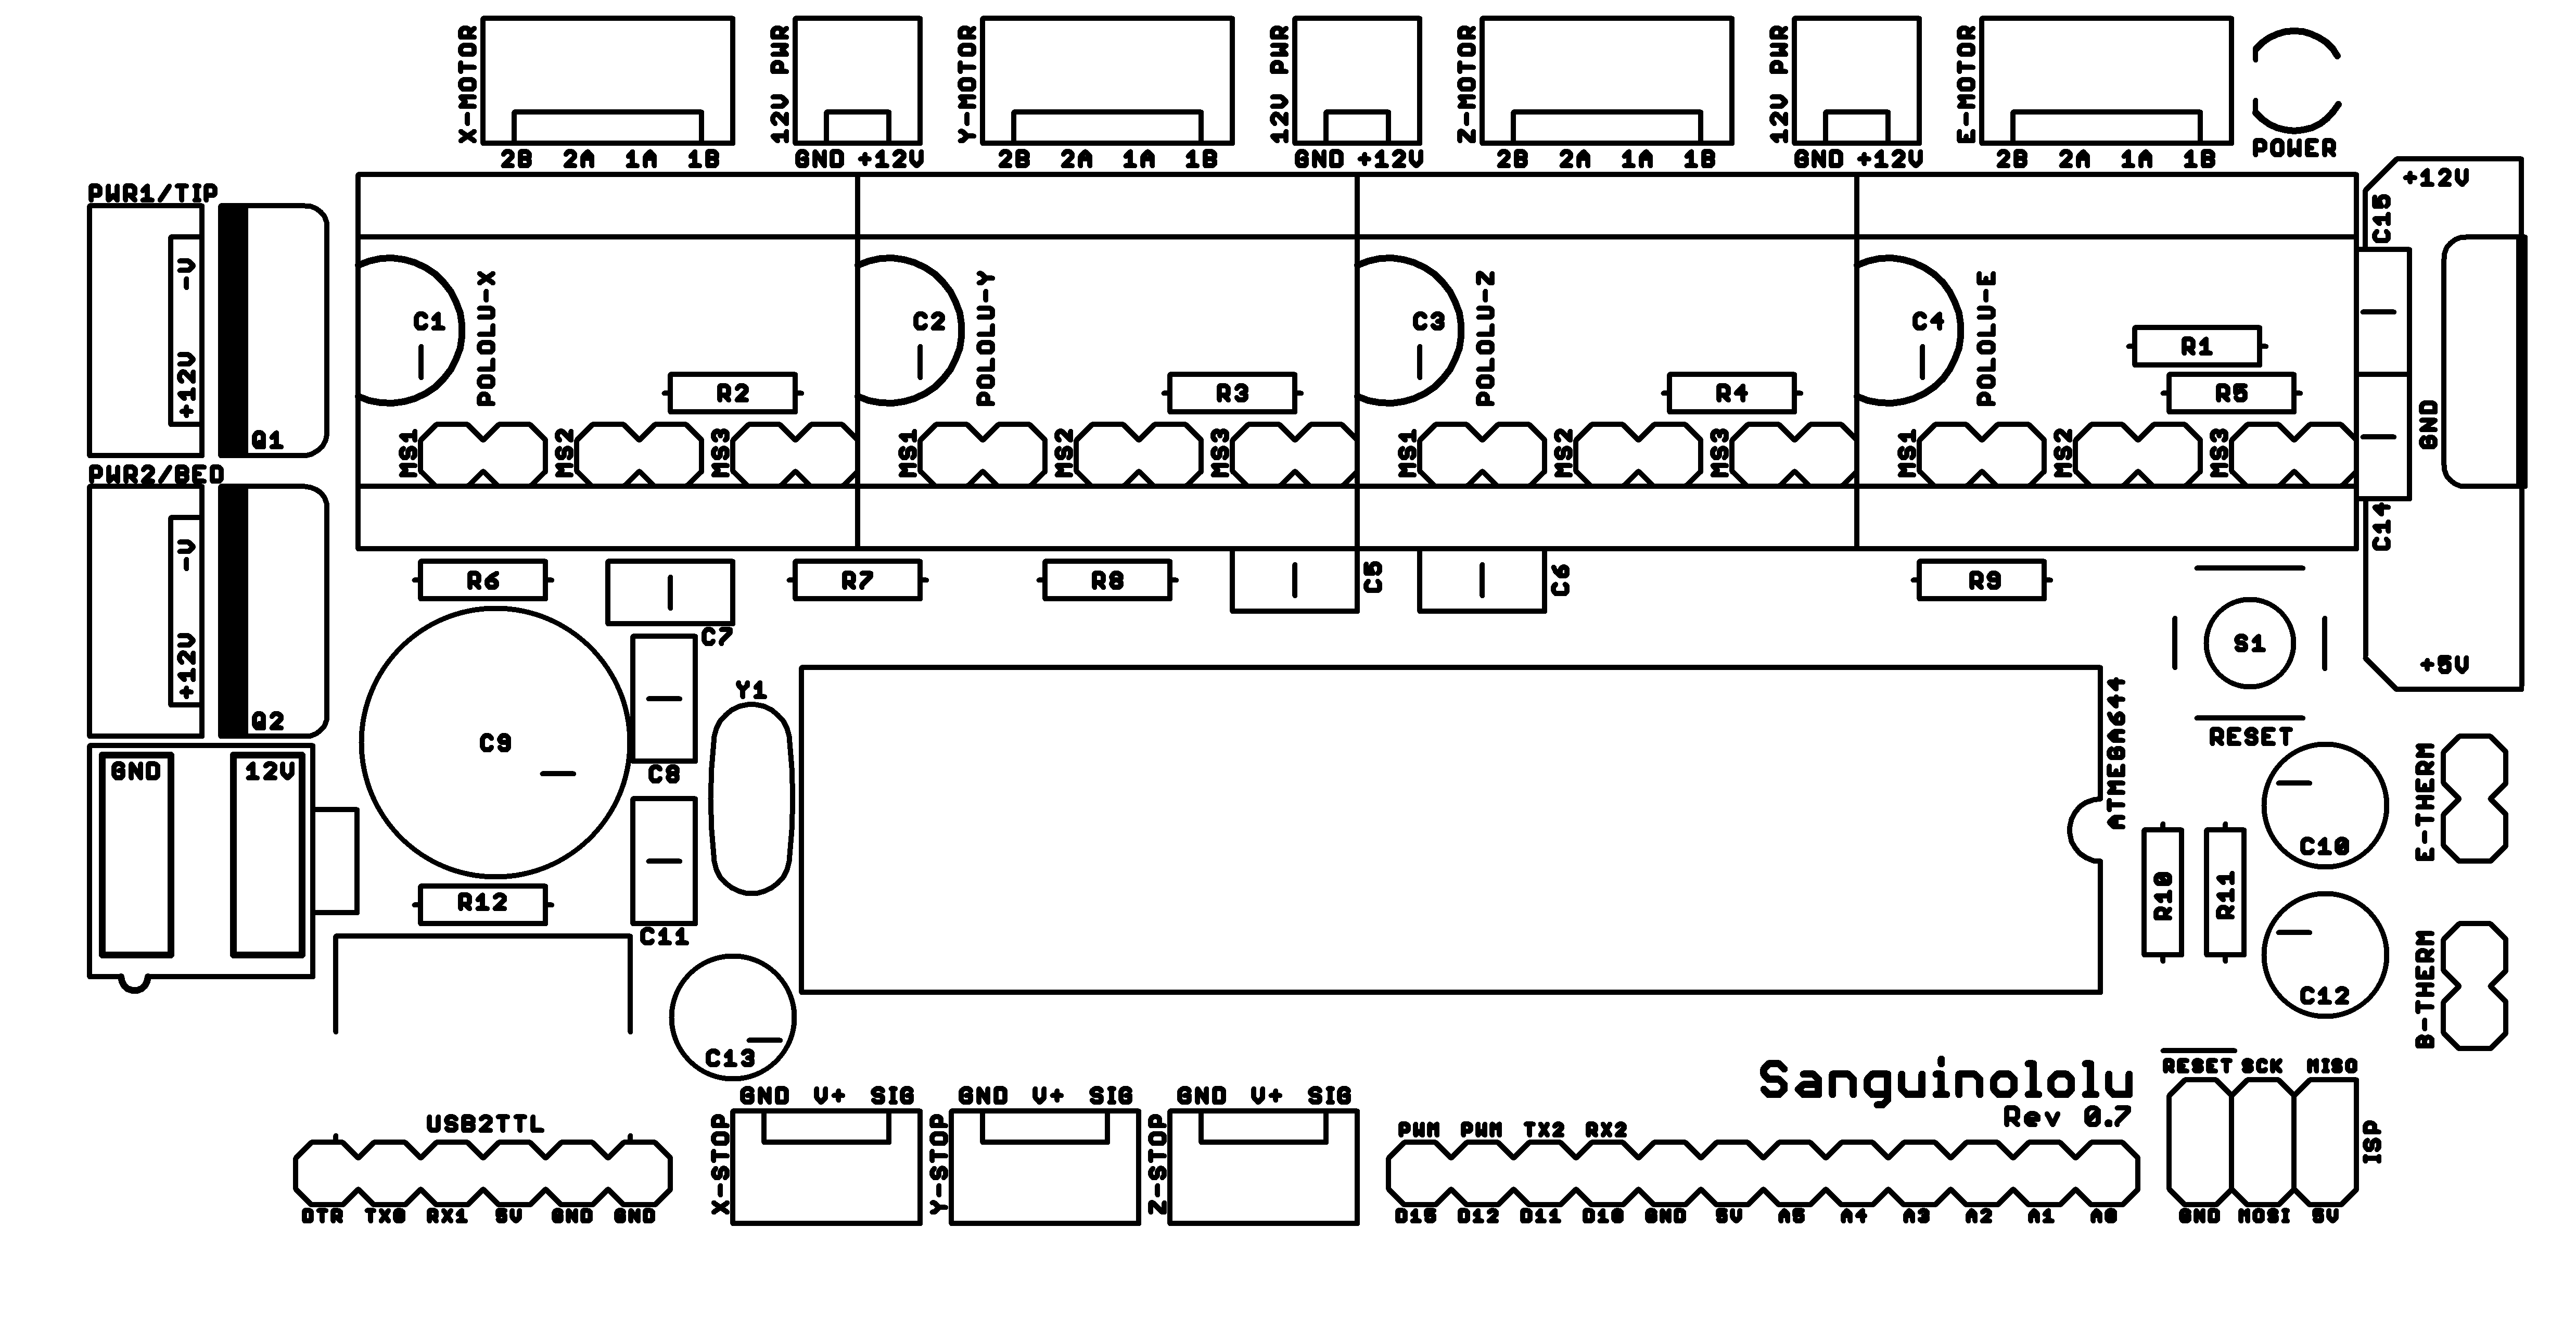 X-MOTOR
12V PWR
Y-MOTOR
12V PWR
Z-MOTOR
12V PWR
E-MOTOR
POWER
2B 2A 1A 1B
GND +12V
2B 2A 1A 1B
GND +12V
2B 2A 1A 1B
GND +12V
2B 2A 1A 1B
PWR1/TIP
-V
+12V
Q1
C1
POLOLU-X
R2
MS1
MS2
MS3
C2
POLOLU-Y
R3
MS1
MS2
MS3
C3
POLOLU-Z
R4
MS1
MS2
MS3
C4
POLOLU-E
R1
R5
MS1
MS2
MS3
+12V
C15
GND
C14
+5V
PWR2/BED
-V
+12V
Q2
R6
C7
R7
R8
C5
C6
R9
S1
RESET
GND
12V
C9
C8
Y1
ATMEGA644
C10
E-THERM
R12
C11
R10
R11
C12
B-THERM
C13
Sanguinololu
Rev 0.7
RESET SCK MISO
ISP
GND MOSI 5V
USB2TTL
DTR TX0 RX1 5V GND GND
GND V+ SIG
X-STOP
GND V+ SIG
Y-STOP
GND V+ SIG
Z-STOP
PWM PWM TX2 RX2
D15 D12 D11 D10 GND 5V A5 A4 A3 A2 A1 A0